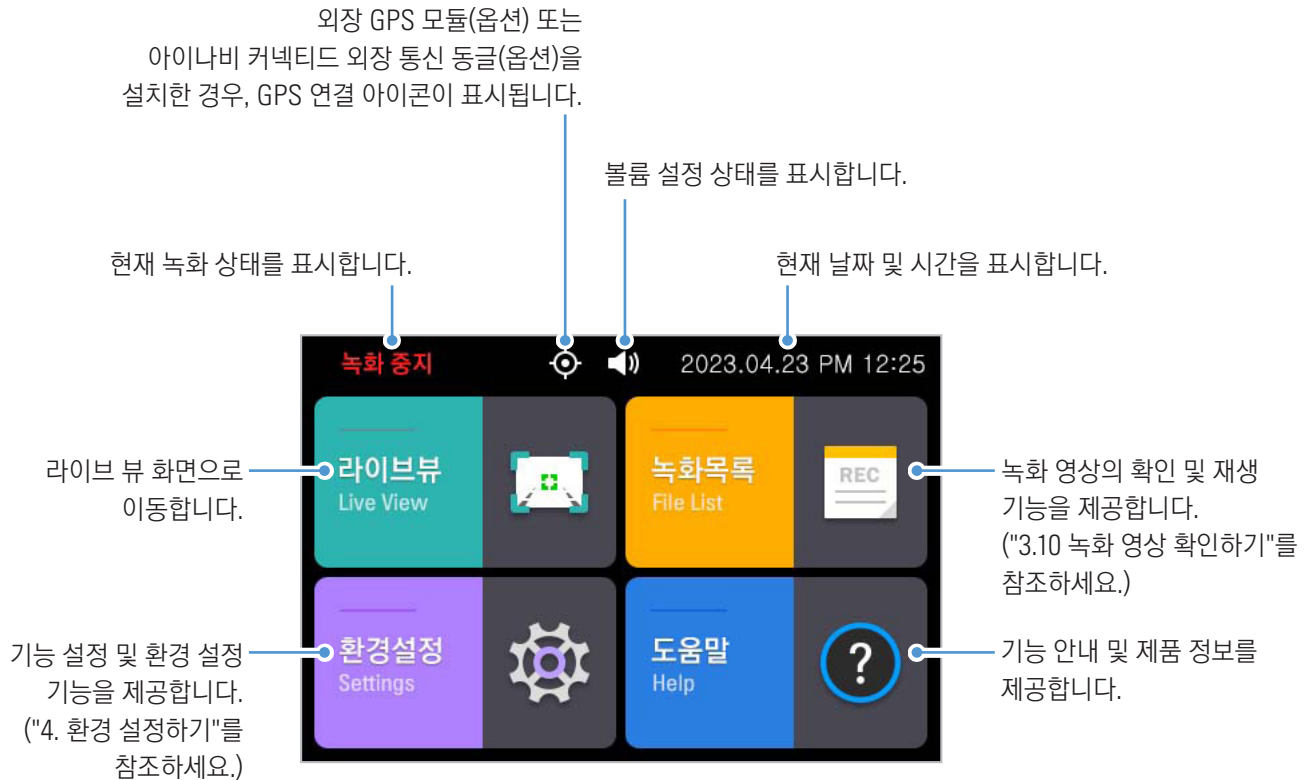 외장 GPS 모듈(옵션) 또는
아이나비 커넥티드 외장 통신 동글(옵션)을
설치한 경우, GPS 연결 아이콘이 표시됩니다.
볼륨 설정 상태를 표시합니다.
현재 녹화 상태를 표시합니다.
현재 날짜 및 시간을 표시합니다.
녹화 중지
2023.04.23 PM 12:25
라이브 뷰 화면으로
이동합니다.
라이브뷰
Live View
녹화목록
File List
REC
녹화 영상의 확인 및 재생
기능을 제공합니다.
("3.10 녹화 영상 확인하기"를
참조하세요.)
기능 설정 및 환경 설정
기능을 제공합니다.
("4. 환경 설정하기"를
참조하세요.)
환경설정
Settings
도움말
Help
?
기능 안내 및 제품 정보를
제공합니다.